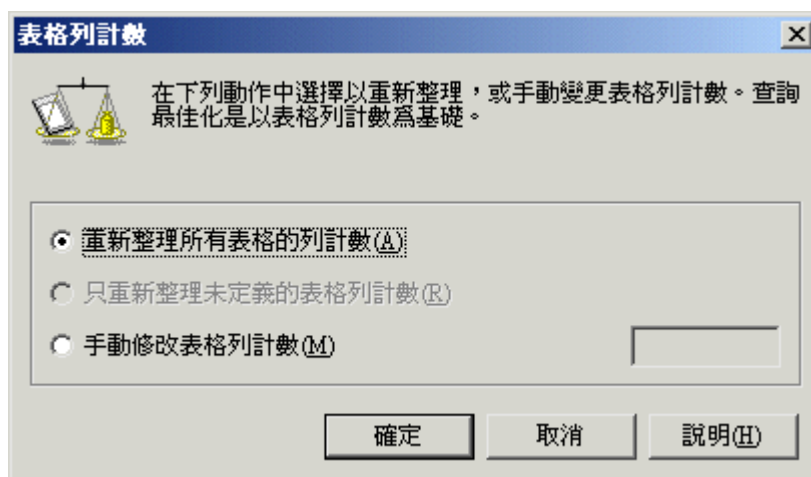 表格列計數
在下列動作中選擇以重新整理，或手動變更表格列計數。查詢
最佳化是以表格列計數爲基礎。
重新整理所有表格的列計數(A)
只重新整理未定義的表格列計數(R)
手動修改表格列計數(M)
確定 取消 說明(H)